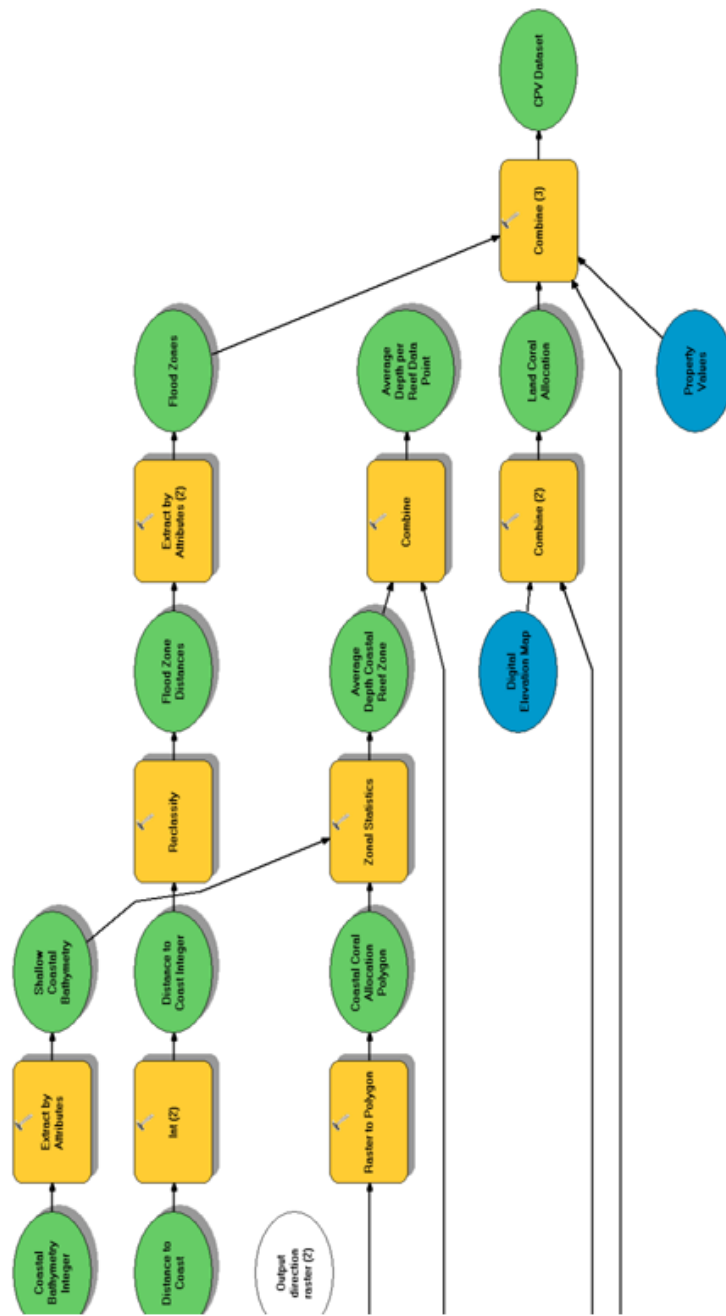 Coastal
Bathymetry
Integer
Extract by
Attributes
Shallow
Coastal
Bathymetry
Distance to
Coast
Int (2)
Distance to
Coast Integer
Reclassify
Flood Zone
Distances
Extract by
Attributes (2)
Flood Zones
Output
direction
raster (2)
Raster to Polygon
Coastal Coral
Allocation
Polygon
Zonal Statistics
Average
Depth Coastal
Reef Zone
Combine
Average
Depth per
Reef Data
Point
Digital
Elevation Map
Combine (2)
Land Coral
Allocation
Combine (3)
CPV Dataset
Property
Values